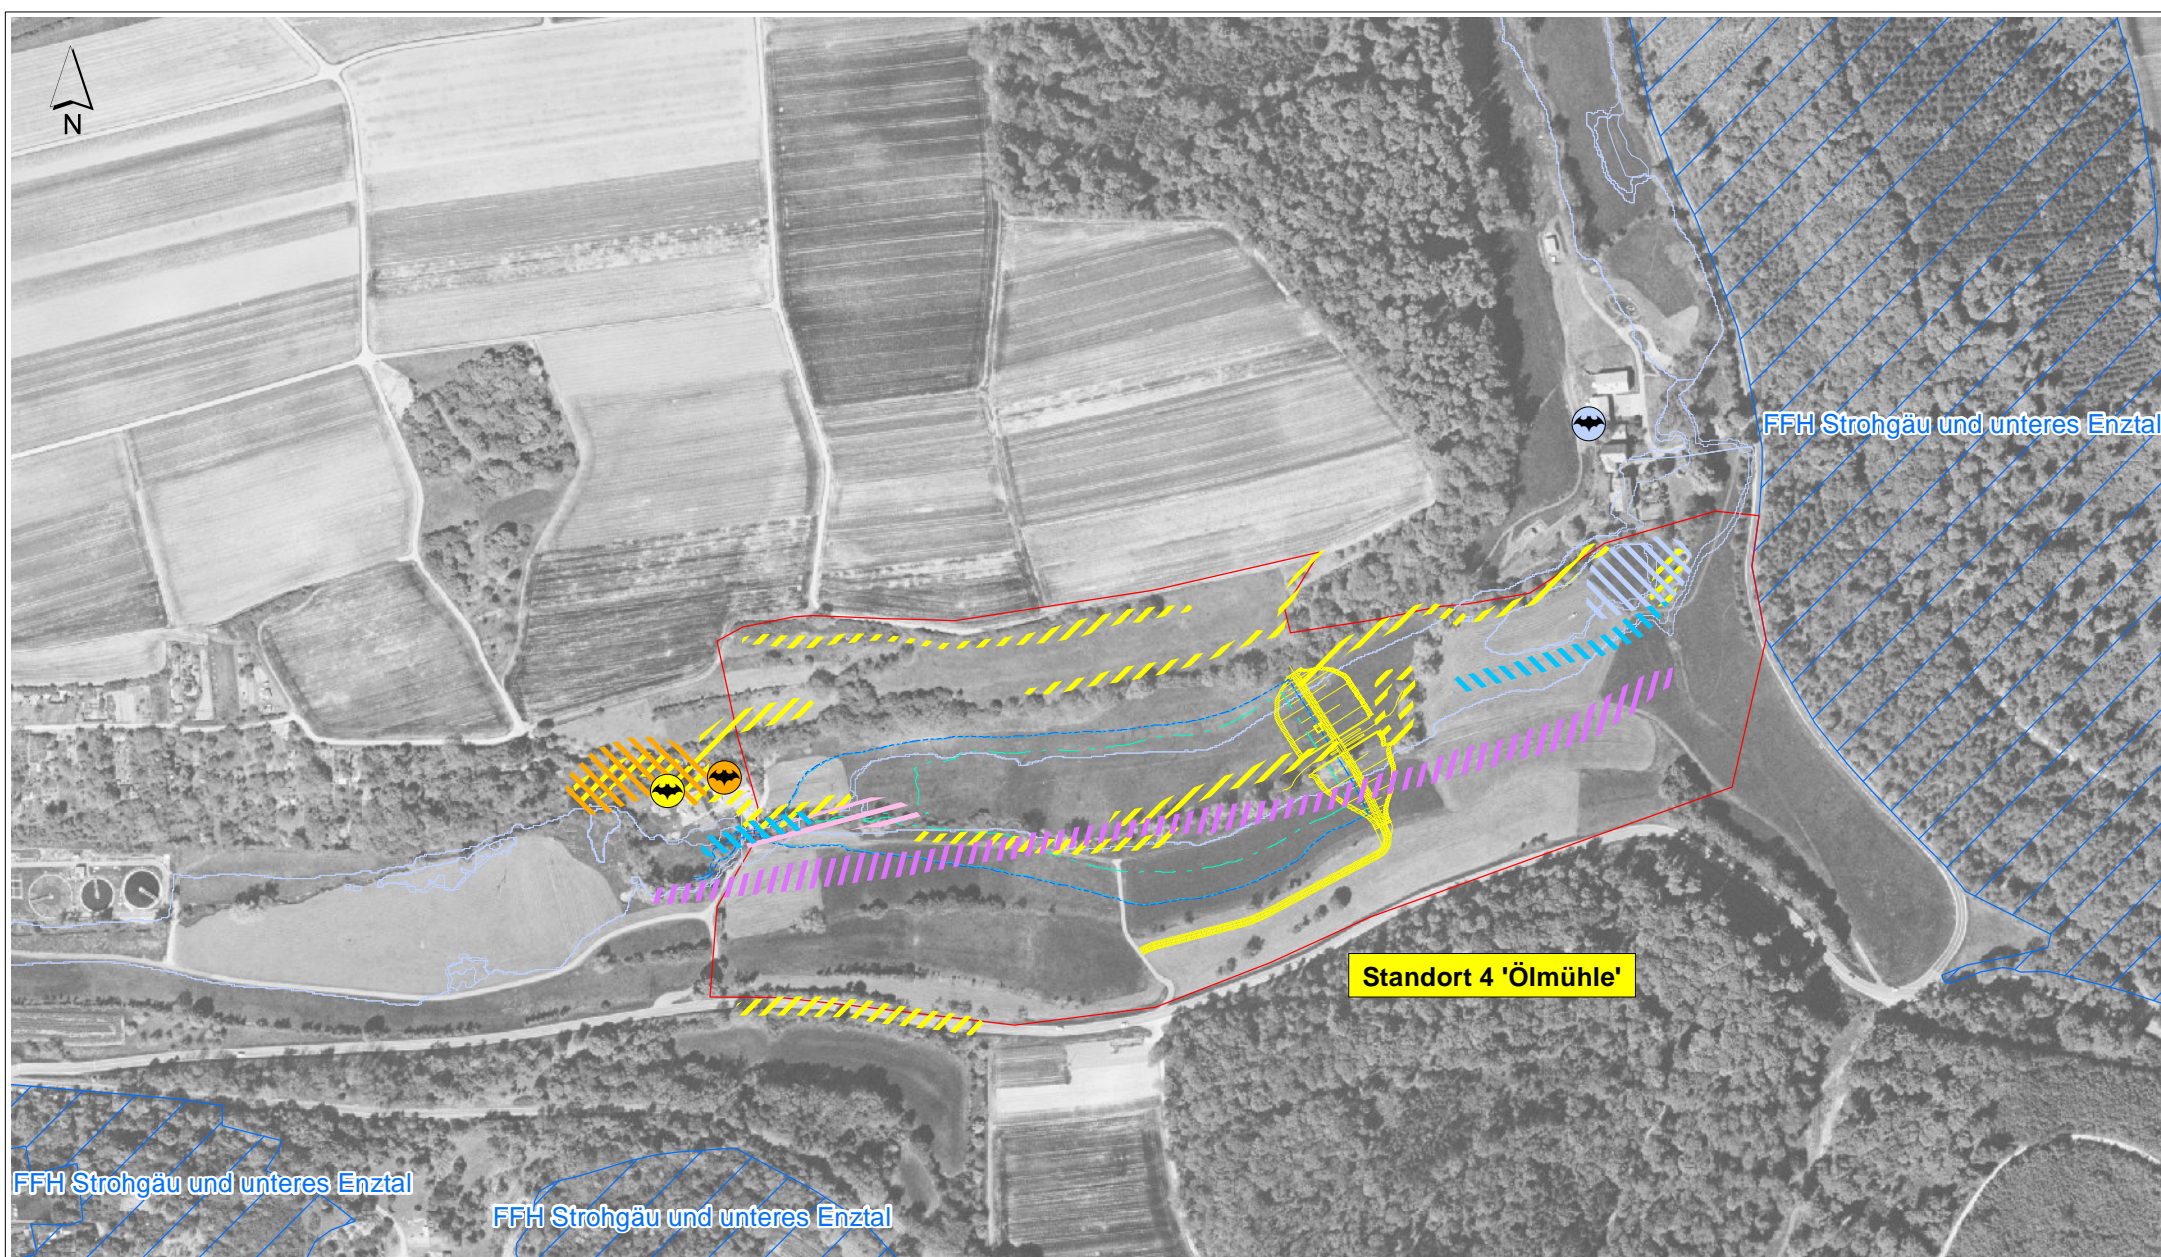 N
FFH Strohgäu und unteres Enztal
Standort 4 'Ölmühle'
FFH Strohgäu und unteres Enztal
FFH Strohgäu und unteres Enztal